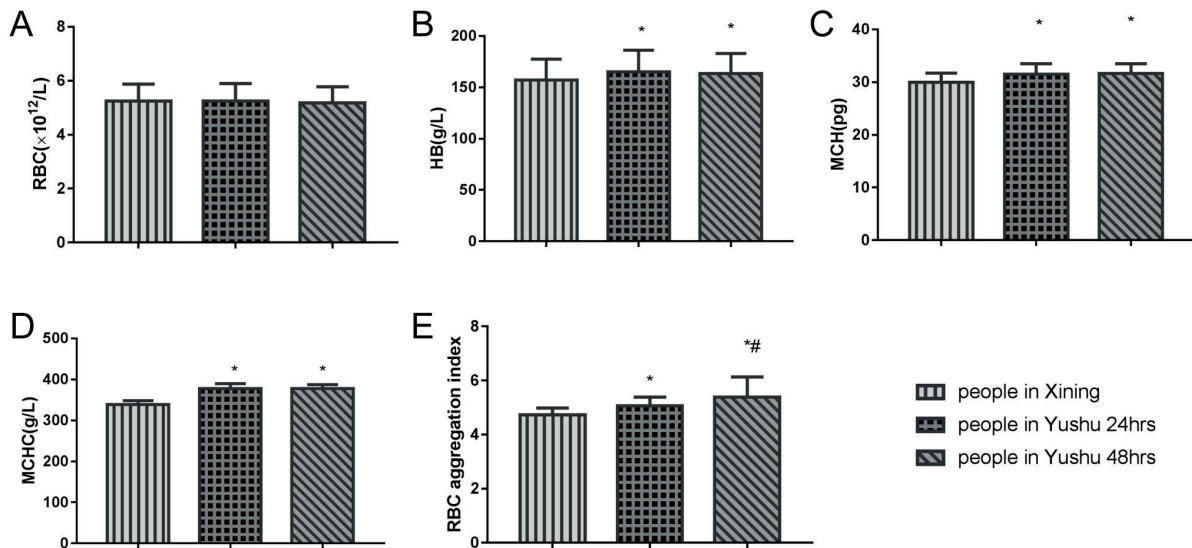 A
RBC(×10¹²/L)
8
6
4
2
0
B
HB(g/L)
200
150
100
50
0
*
*
C
MCH(pg)
40
30
20
10
0
*
*
D
MCHC(g/L)
500
400
300
200
100
0
*
*
E
RBC aggregation index
8
6
4
2
0
*
*#
people in Xining
people in Yushu 24hrs
people in Yushu 48hrs